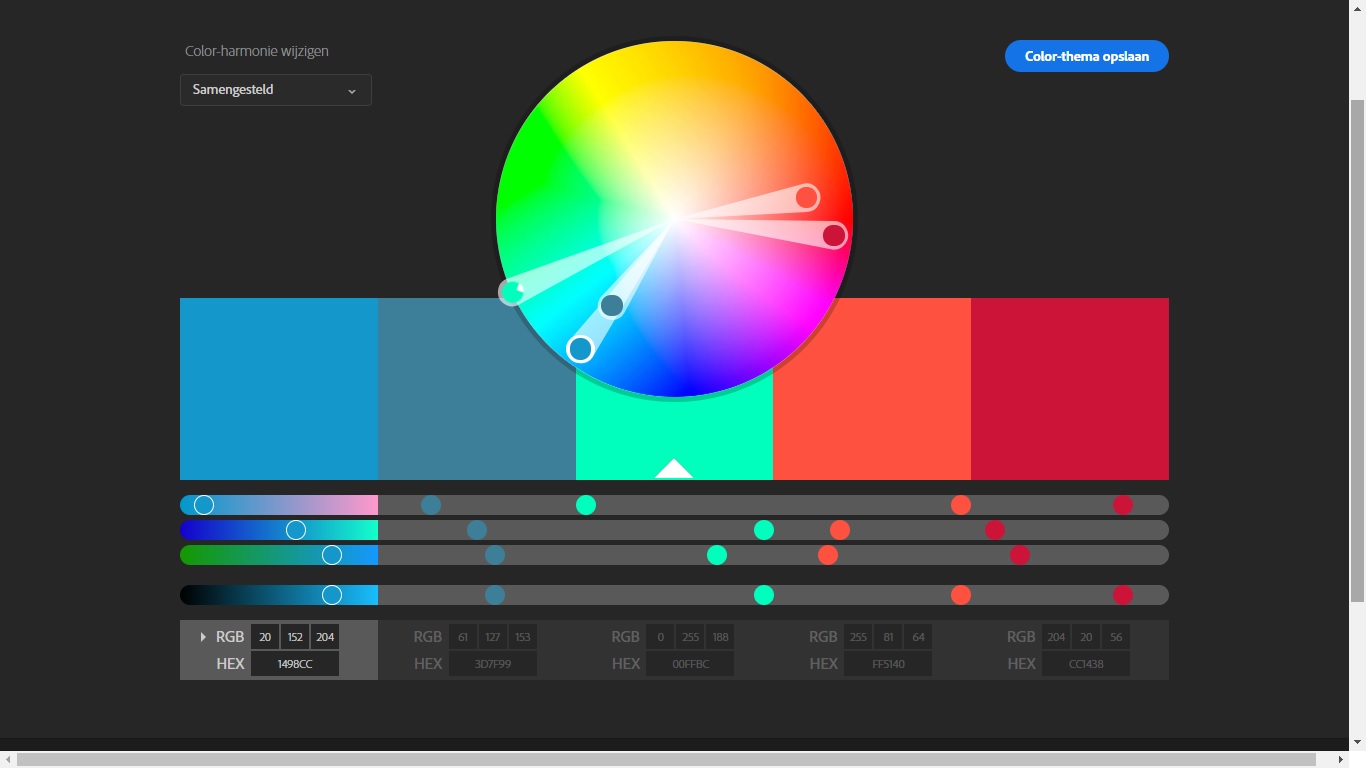 Color-harmonie wijzigen
Color-thema opslaan
Samengesteld
RGB 20 152 204 RGB 61 127 153 RGB 0 255 188 RGB 255 81 64 RGB 204 20 56
HEX 1498CC HEX 3D7F99 HEX 00FFBC HEX FF5140 HEX CC1438